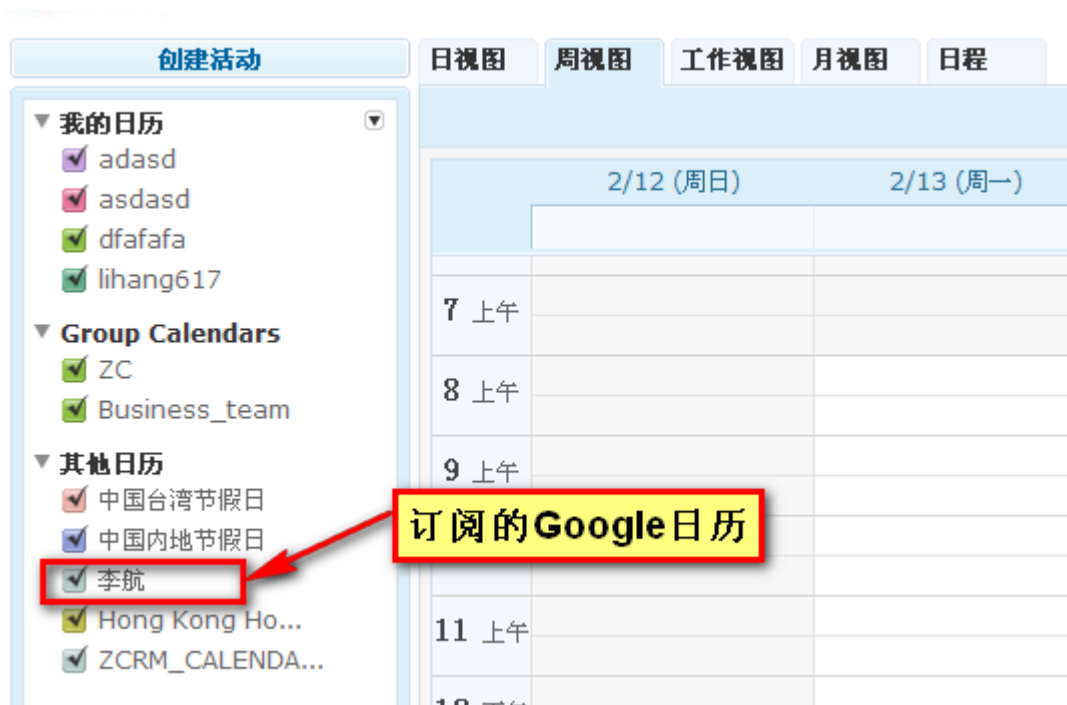 创建活动
日视图 周视图 工作视图 月视图 日程
我的日历
adasd
asdasd
dfafafa
lihang617
Group Calendars
ZC
Business_team
其他日历
中国台湾节假日
中国内地节假日
李航
Hong Kong Ho...
ZCRM_CALENDA...
2/12 (周日) 2/13 (周一)
7 上午
8 上午
9 上午
订阅的Google日历
11 上午